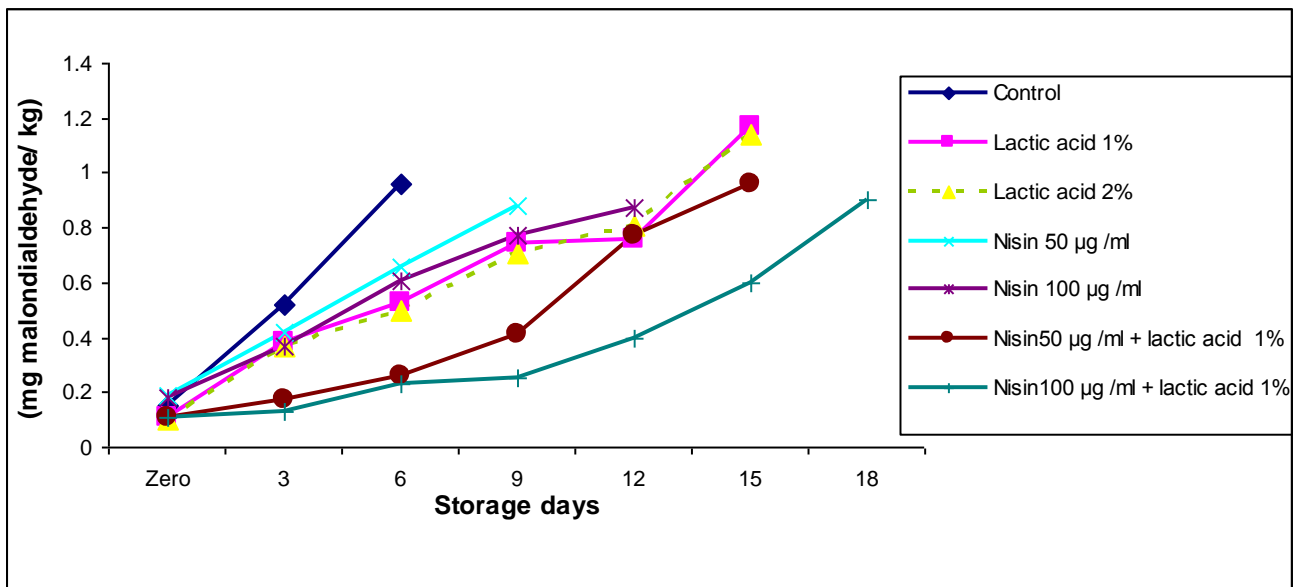 (mg malondialdehyde/ kg)
1.4
1.2
1
0.8
0.6
0.4
0.2
0
Zero
3
6
9
12
15
18
Storage days
Control
Lactic acid 1%
Lactic acid 2%
Nisin 50 µg /ml
Nisin 100 µg /ml
Nisin50 µg /ml + lactic acid  1%
Nisin100 µg /ml + lactic acid 1%